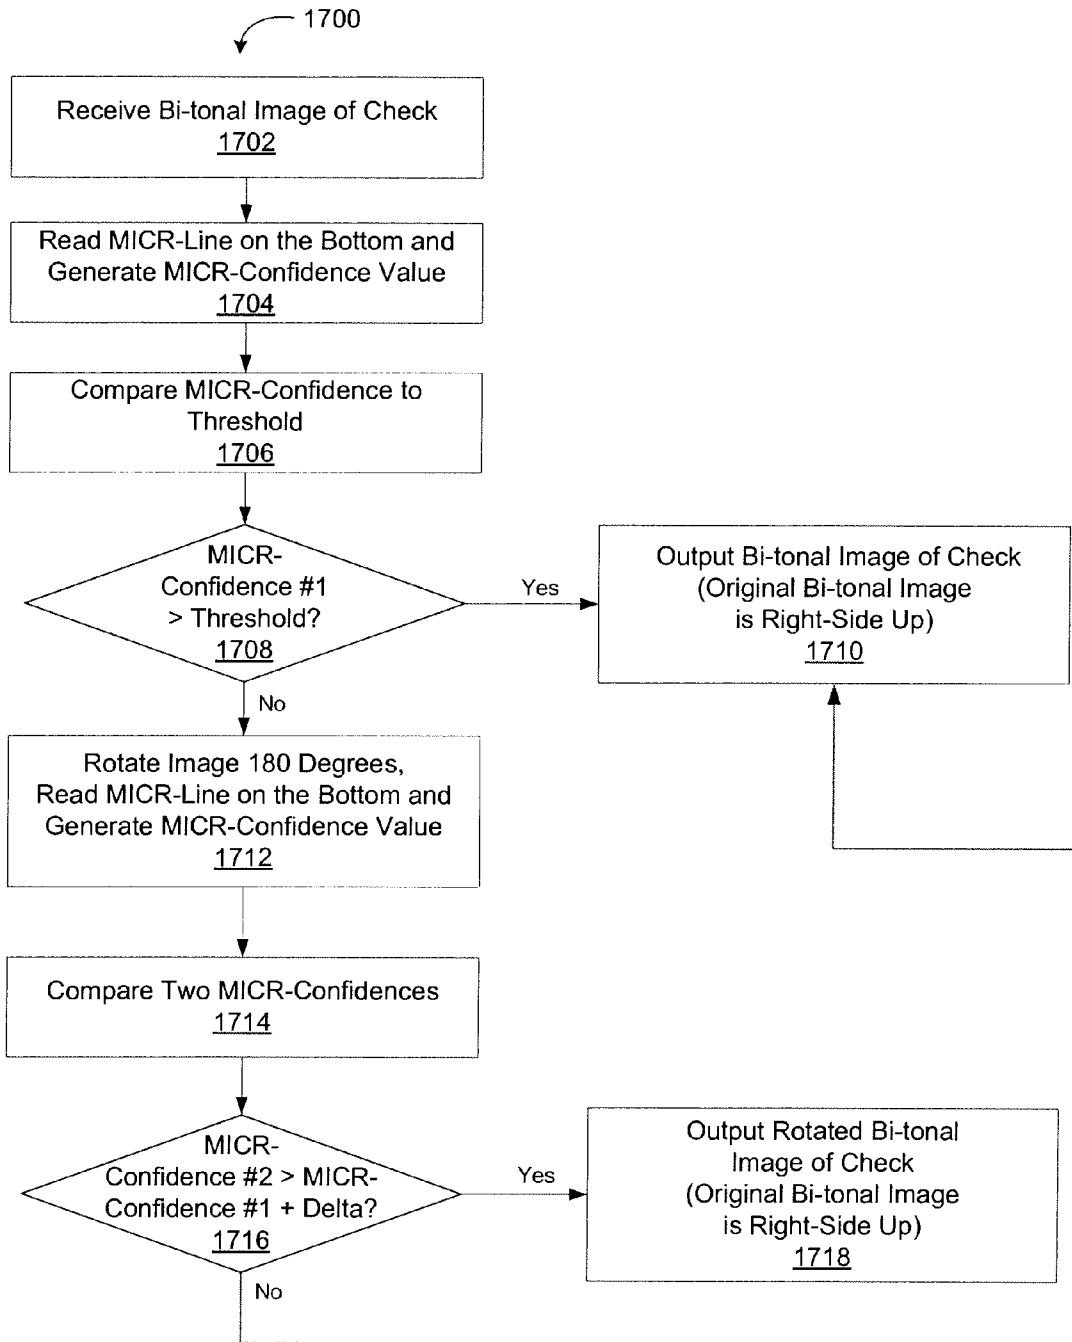 1700
Receive Bi-tonal Image of Check
1702
Read MICR-Line on the Bottom and
Generate MICR-Confidence Value
1704
Compare MICR-Confidence to
Threshold
1706
MICR-
Confidence #1
> Threshold?
1708
Yes
Output Bi-tonal Image of Check
(Original Bi-tonal Image
is Right-Side Up)
1710
No
Rotate Image 180 Degrees,
Read MICR-Line on the Bottom and
Generate MICR-Confidence Value
1712
Compare Two MICR-Confidences
1714
MICR-
Confidence #2 > MICR-
Confidence #1 + Delta?
1716
Yes
Output Rotated Bi-tonal
Image of Check
(Original Bi-tonal Image
is Right-Side Up)
1718
No